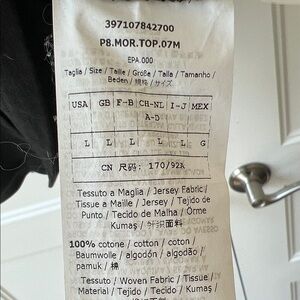 397107842700
P8.MOR.TOP.07M
EPA.000
Taglia / Size / Taille / Größe / Talla / Tamanho /
Beden / 規格 / サイズ
USA GB F-B CH-NL I-J MEX
A-D
L L L L L G
CN 尺码: 170/92A
Tessuto a Maglia / Jersey Fabric /
Tissue a Maille / Jersey / Tejido de
Punto / Tecido de Malha / Örme
Kumaş / 外织面料
100% cotone / cotton / coton /
Baumwolle / algodón / algodão /
pamuk / 棉
Tessuto / Woven Fabric / Tissue /
Material / Tejido / Tecido /